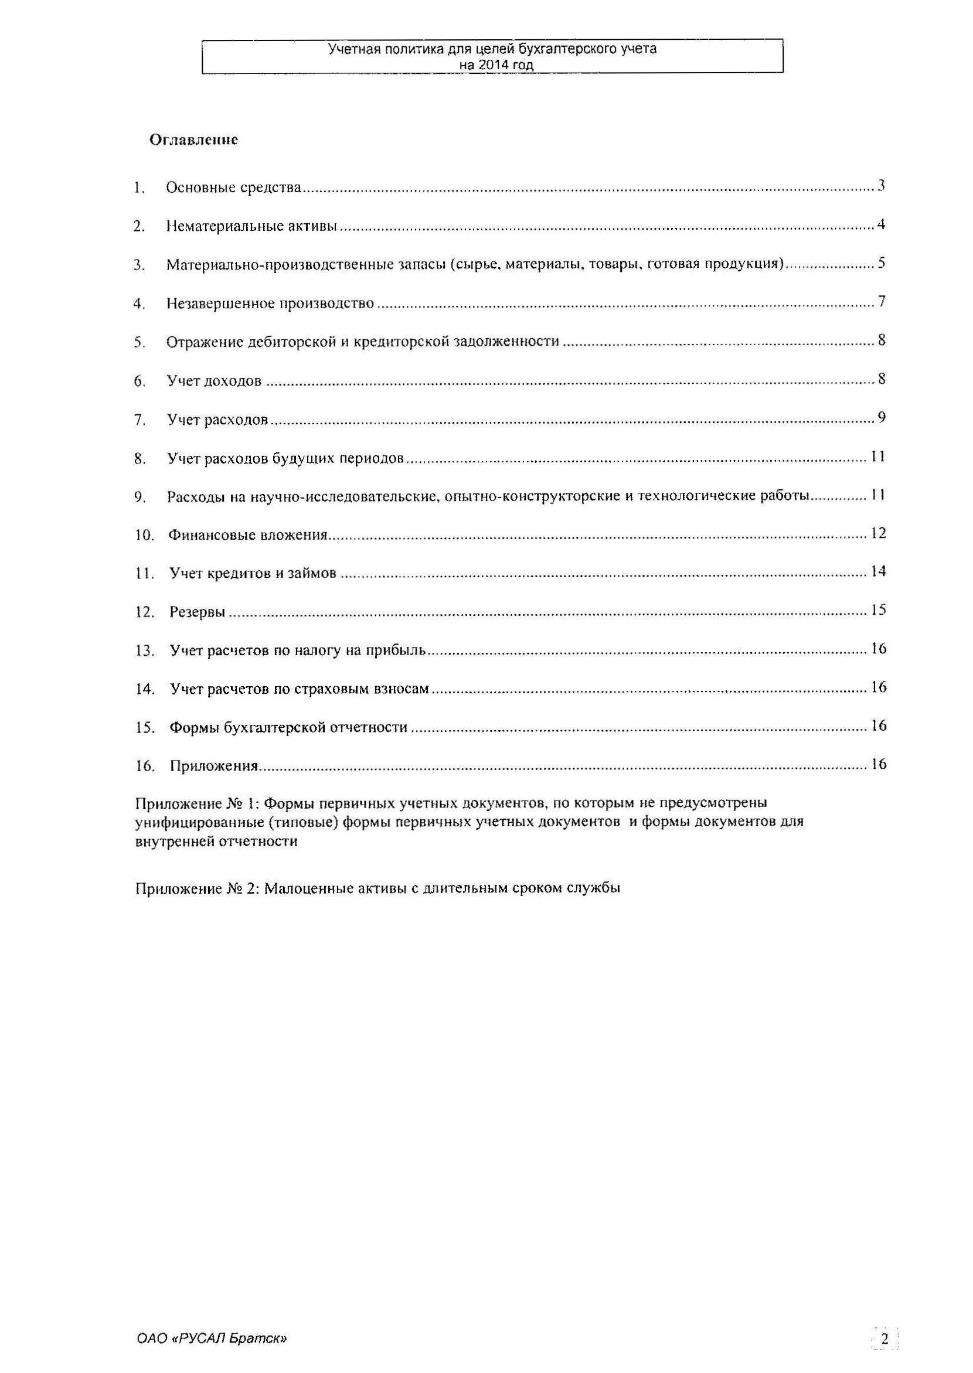 Учетная политика для целей бухгалтерского учета
на 2014 год
Оглавление
1. Основные средства 3
2. Нематериальные активы 4
3. Материально-производственные запасы (сырье, материалы, товары, готовая продукция) 5
4. Незавершенное производство 7
5. Отражение дебиторской и кредиторской задолженности 8
6. Учет доходов 8
7. Учет расходов 9
8. Учет расходов будущих периодов 11
9. Расходы на научно-исследовательские, опытно-конструкторские и технологические работы 11
10. Финансовые вложения 12
11. Учет кредитов и займов 14
12. Резервы 15
13. Учет расчетов по налогу на прибыль 16
14. Учет расчетов по страховым взносам 16
15. Формы бухгалтерской отчетности 16
16. Приложения 16
Приложение № 1: Формы первичных учетных документов, по которым не предусмотрены
унифицированные (типовые) формы первичных учетных документов и формы документов для
внутренней отчетности
Приложение № 2: Малоценные активы с длительным сроком службы
ОАО «РУСАЛ Братск»
2